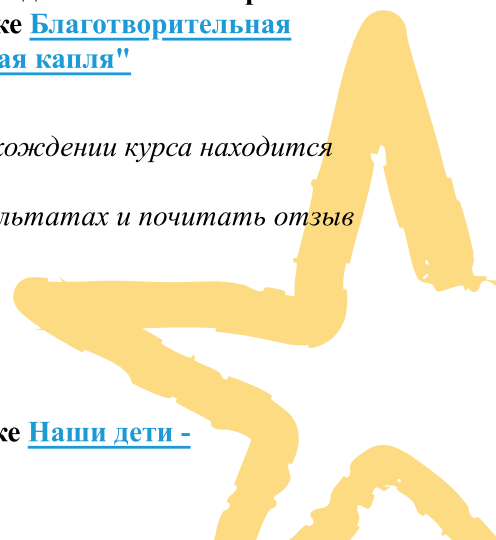 ке Благотворительная
ая капля"
хождении курса находится
льтатах и почитать отзыв
ке Наши дети -